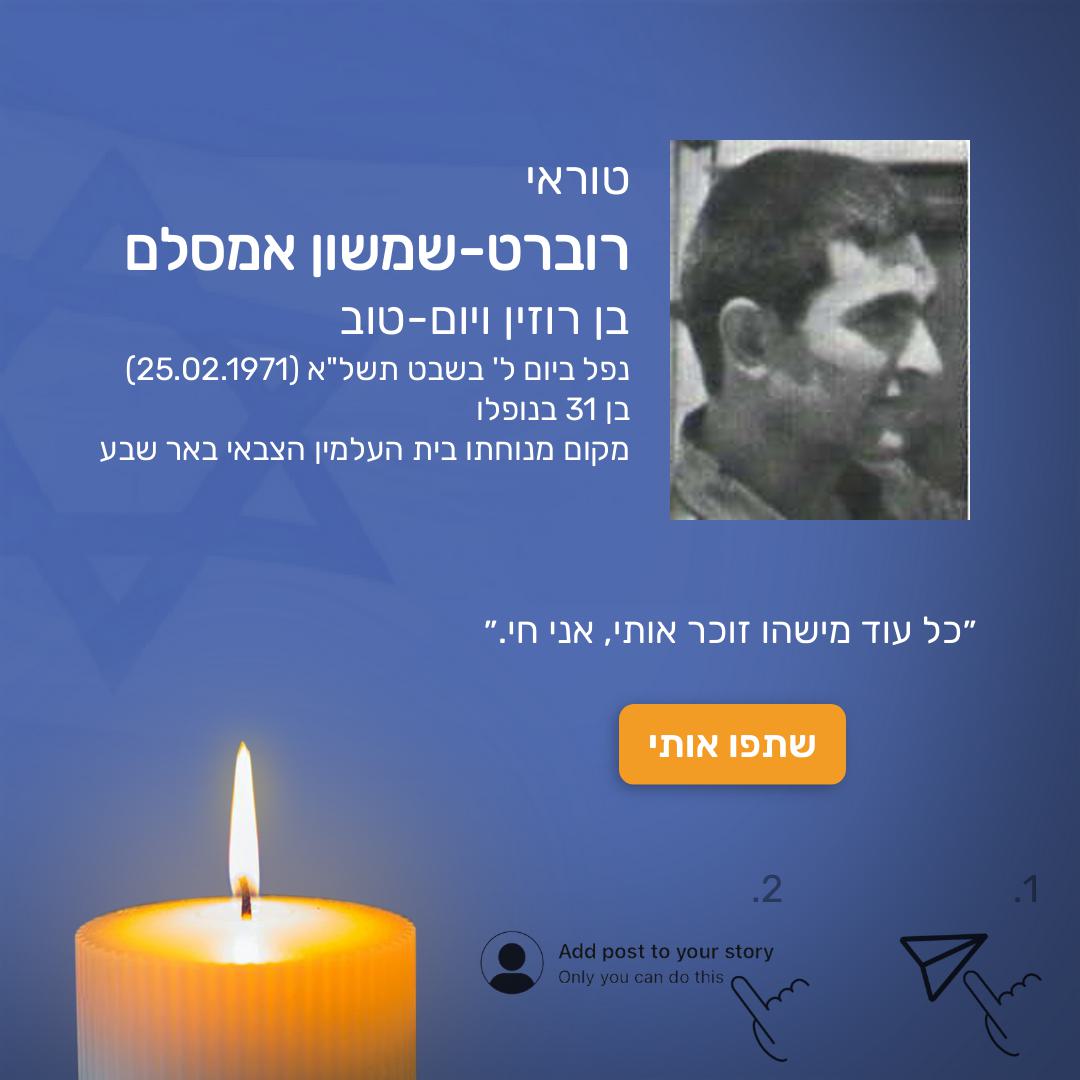 טוראי
רוברט-שמשון אמסלם
בן רוזין ויום-טוב
נפל ביום ל' בשבט תשל"א (25.02.1971)
בן 31 בנופלו
מקום מנוחתו בית העלמין הצבאי באר שבע
"כל עוד מישהו זוכר אותי, אני חי."
שתפו אותי
1.
2.
Add post to your story
Only you can do this